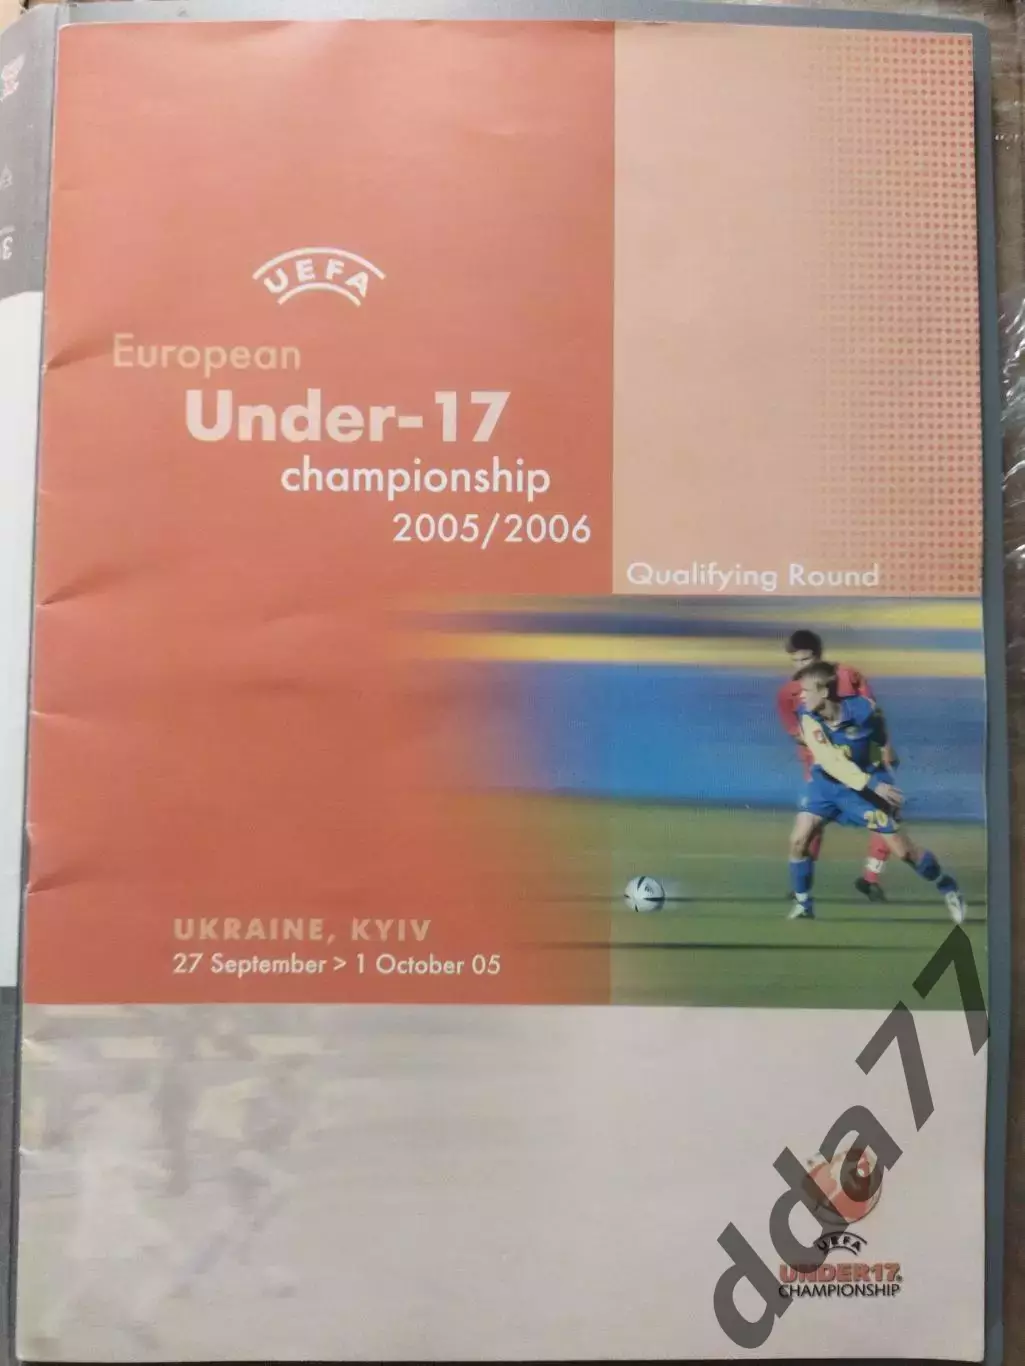 UEFA
European
Under-17
championship
2005/2006
Qualifying Round
20
UKRAINE, KYIV
27 September > 1 October 05
UEFA
UNDER17
CHAMPIONSHIP
dda77